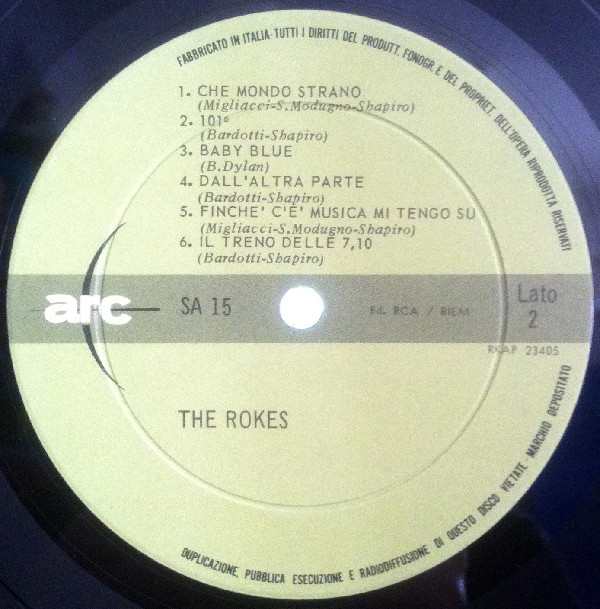 FABBRICATO IN ITALIA-TUTTI I DIRITTI DEL PRODUTT. FONOGR. E DEL PROPRIET. DELL'OPERA RIPRODOTTA RISERVATI
1. CHE MONDO STRANO
(Migliacci-S.Modugno-Shapiro)
2. 101°
(Bardotti-Shapiro)
3. BABY BLUE
(B.Dylan)
4. DALL'ALTRA PARTE
(Bardotti-Shapiro)
5. FINCHE' C'E' MUSICA MI TENGO SU
(Migliacci-S.Modugno-Shapiro)
6. IL TRENO DELLE 7,10
(Bardotti-Shapiro)
arc
SA 15
Ed. RCA / BIEM
Lato
2
RKAP 23405
THE ROKES
DUPLICAZIONE, PUBBLICA ESECUZIONE E RADIODIFFUSIONE DI QUESTO DISCO VIETATE - MARCHIO DEPOSITATO